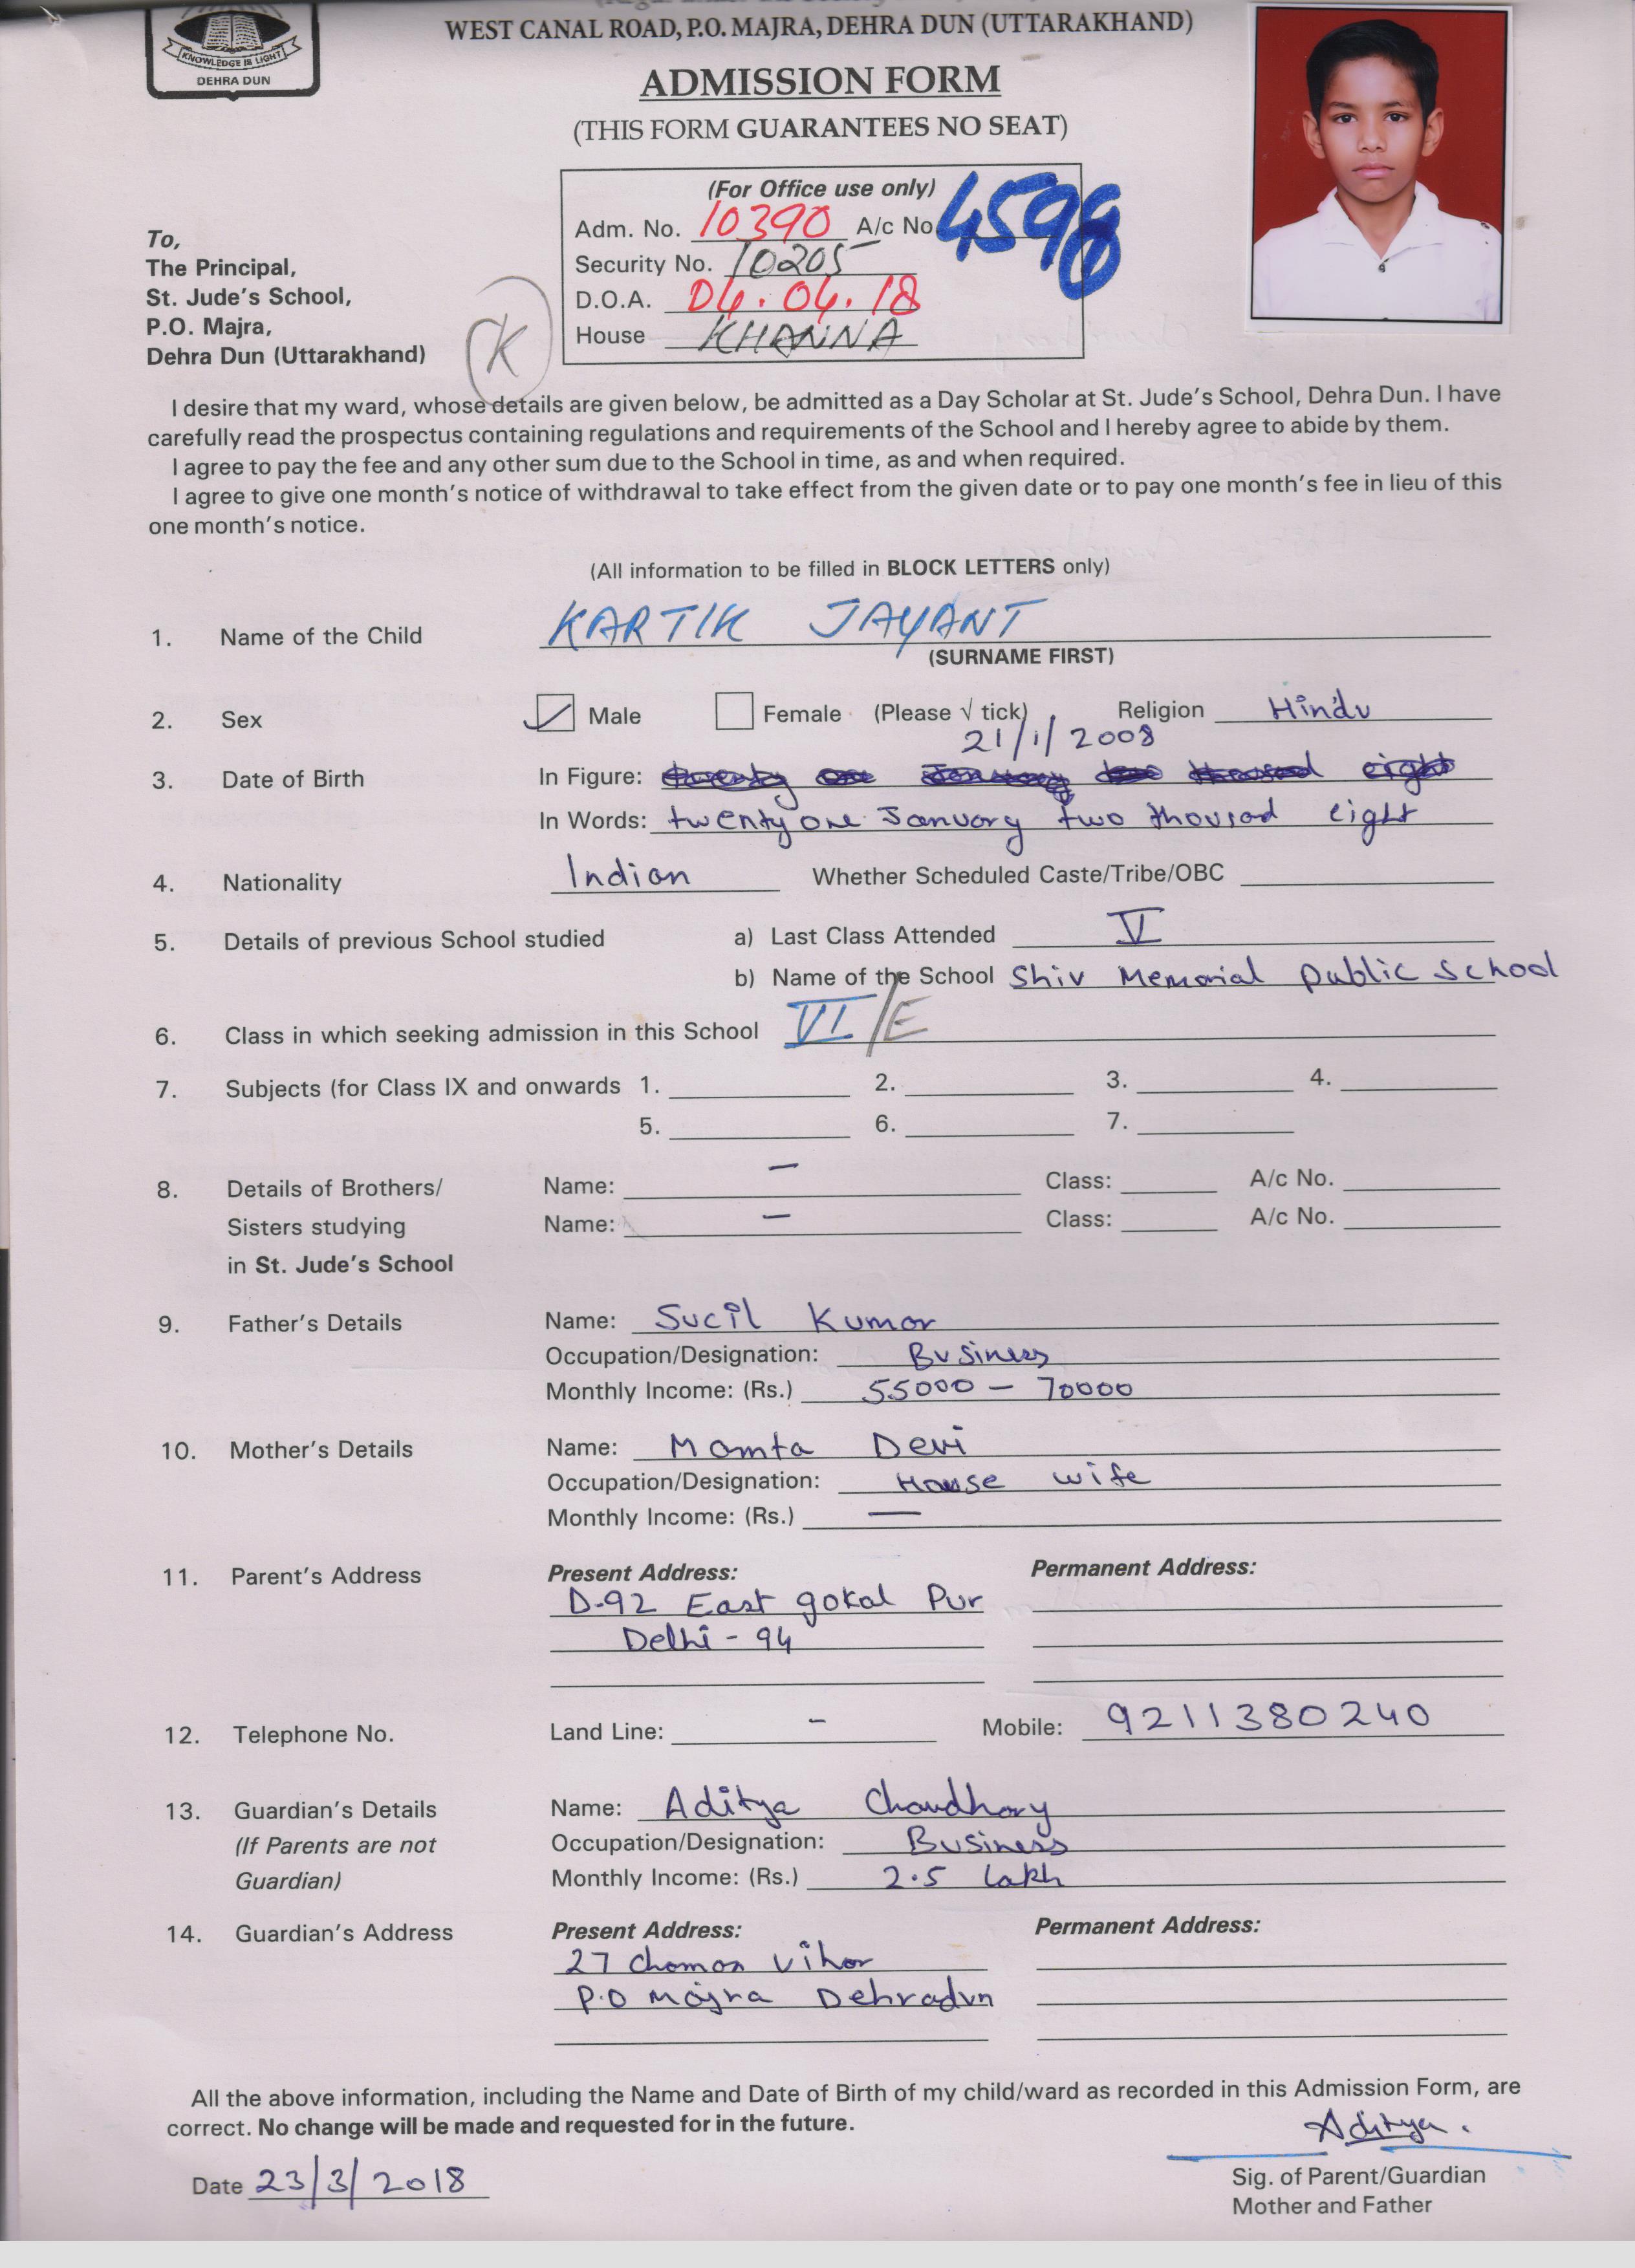 WEST CANAL ROAD, P.O. MAJRA, DEHRA DUN (UTTARAKHAND)
KNOWLEDGE IS LIGHT
DEHRA DUN
ADMISSION FORM
(THIS FORM GUARANTEES NO SEAT)
(For Office use only)
Adm. No. 10390 A/c No. 4598
Security No. 10205
D.O.A. 04.04.18
House KHANNA
K
To,
The Principal,
St. Jude's School,
P.O. Majra,
Dehra Dun (Uttarakhand)
I desire that my ward, whose details are given below, be admitted as a Day Scholar at St. Jude's School, Dehra Dun. I have
carefully read the prospectus containing regulations and requirements of the School and I hereby agree to abide by them.
I agree to pay the fee and any other sum due to the School in time, as and when required.
I agree to give one month's notice of withdrawal to take effect from the given date or to pay one month's fee in lieu of this
one month's notice.
(All information to be filled in BLOCK LETTERS only)
1. Name of the Child KARTIK JAYANT
(SURNAME FIRST)
2. Sex Male Female (Please √ tick) Religion Hindu
21/1/2008
3. Date of Birth In Figure: twenty one January two thousad eight
In Words: twenty one January two thousad eight
4. Nationality Indian Whether Scheduled Caste/Tribe/OBC
5. Details of previous School studied a) Last Class Attended V
b) Name of the School Shiv Memorial public school
6. Class in which seeking admission in this School VI/E
7. Subjects (for Class IX and onwards 1. 2. 3. 4.
5. 6. 7.
8. Details of Brothers/ Name: — Class: A/c No.
Sisters studying Name: — Class: A/c No.
in St. Jude's School
9. Father's Details Name: Sucil Kumar
Occupation/Designation: Business
Monthly Income: (Rs.) 55000 - 70000
10. Mother's Details Name: Mamta Devi
Occupation/Designation: House wife
Monthly Income: (Rs.) —
11. Parent's Address Present Address: Permanent Address:
D-92 East gokal Pur
Delhi - 94
12. Telephone No. Land Line: - Mobile: 9211380240
13. Guardian's Details Name: Aditya Chaudhary
(If Parents are not Occupation/Designation: Business
Guardian) Monthly Income: (Rs.) 2.5 lakh
14. Guardian's Address Present Address: Permanent Address:
27 Chaman Vihar
P.O Majra Dehradun
All the above information, including the Name and Date of Birth of my child/ward as recorded in this Admission Form, are
correct. No change will be made and requested for in the future.
Aditya.
Date 23/3/2018
Sig. of Parent/Guardian
Mother and Father